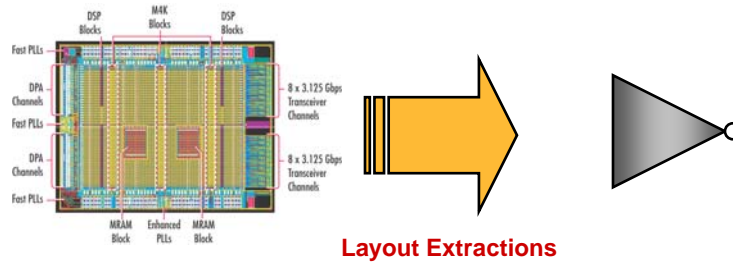 DSP
Blocks
M4K
Blocks
DSP
Blocks
Fast PLLs
DPA
Channels
Fast PLLs
DPA
Channels
Fast PLLs
8 x 3.125 Gbps
Transceiver
Channels
8 x 3.125 Gbps
Transceiver
Channels
MRAM
Block
Enhanced
PLLs
MRAM
Block
Layout Extractions